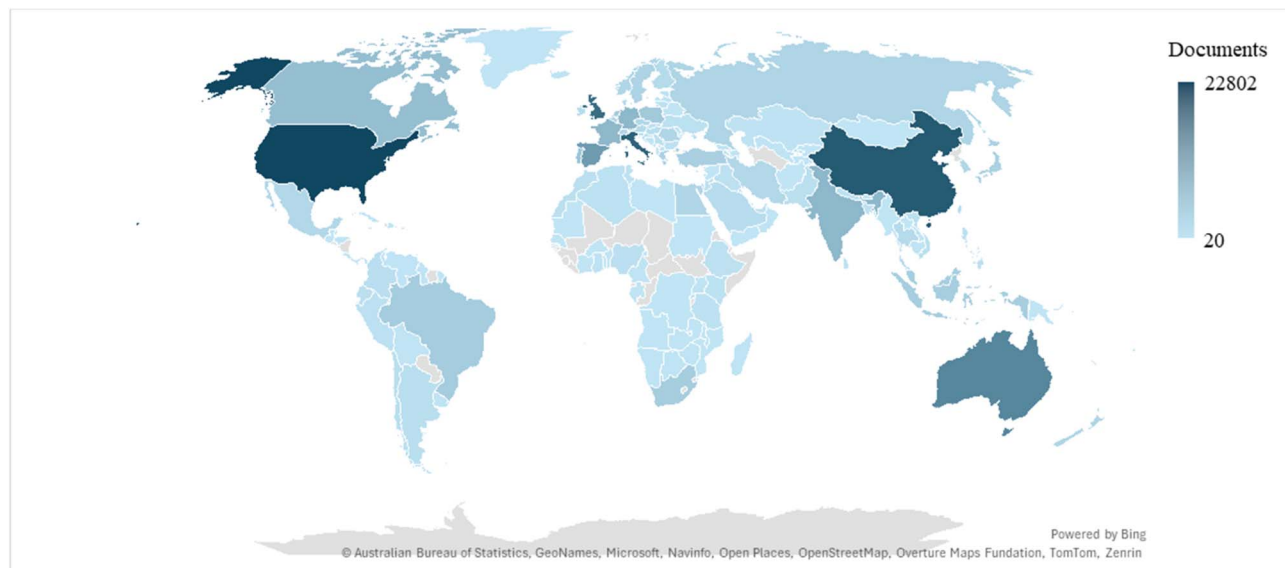 Documents
22802
20
Powered by Bing
© Australian Bureau of Statistics, GeoNames, Microsoft, Navinfo, Open Places, OpenStreetMap, Overture Maps Fundation, TomTom, Zenrin